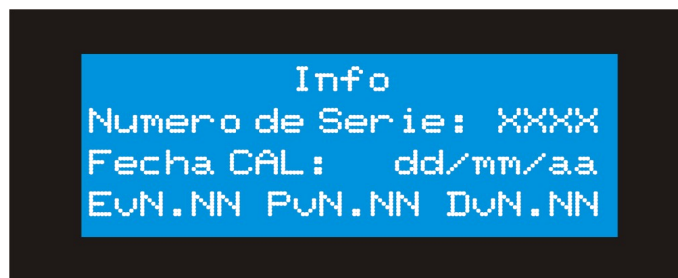 Info
Numero de Serie: XXXX
Fecha CAL: dd/mm/aa
EvN.NN PvN.NN DvN.NN